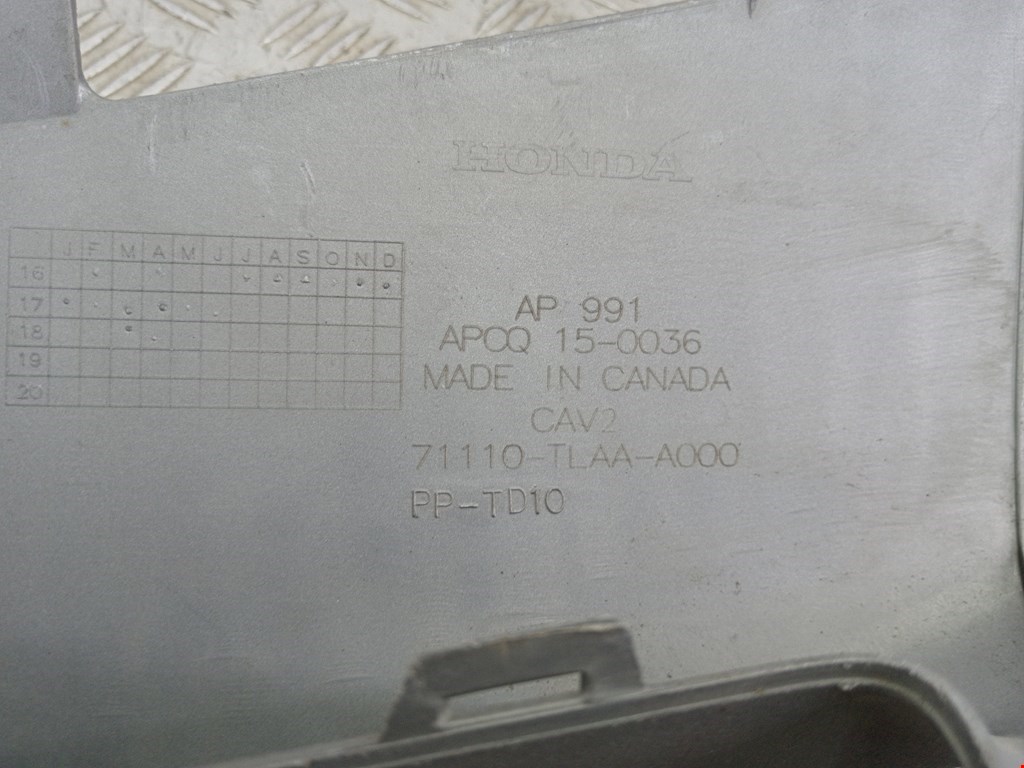 HONDA
J F M A M J J A S O N D
16
17
18
19
20
AP 991
APCQ 15-0036
MADE IN CANADA
CAV2
71110-TLAA-A000
PP-TD10